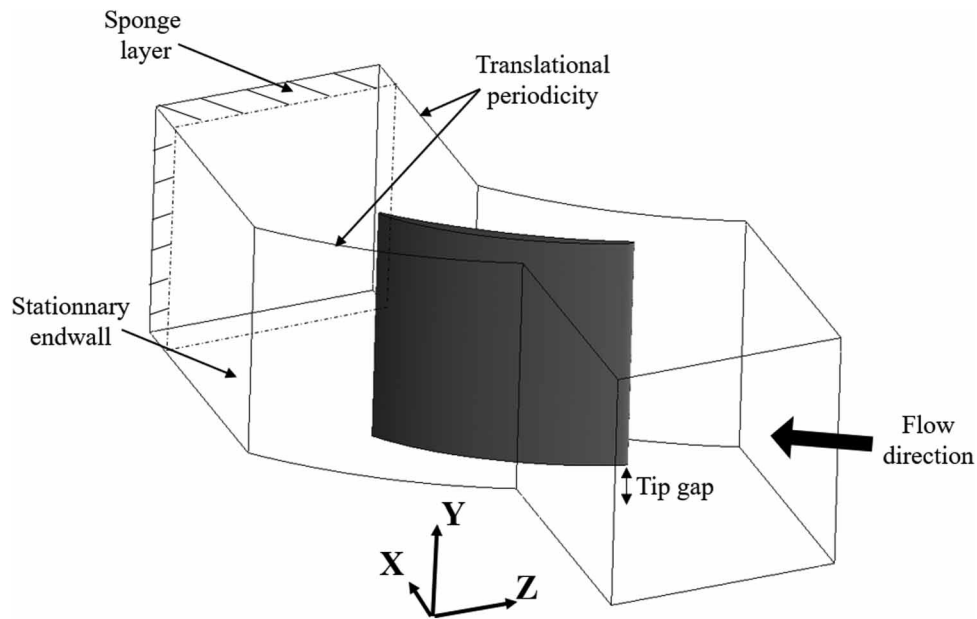 Sponge
layer
Translational
periodicity
Stationnary
endwall
Flow
direction
Tip gap
Y
X
Z